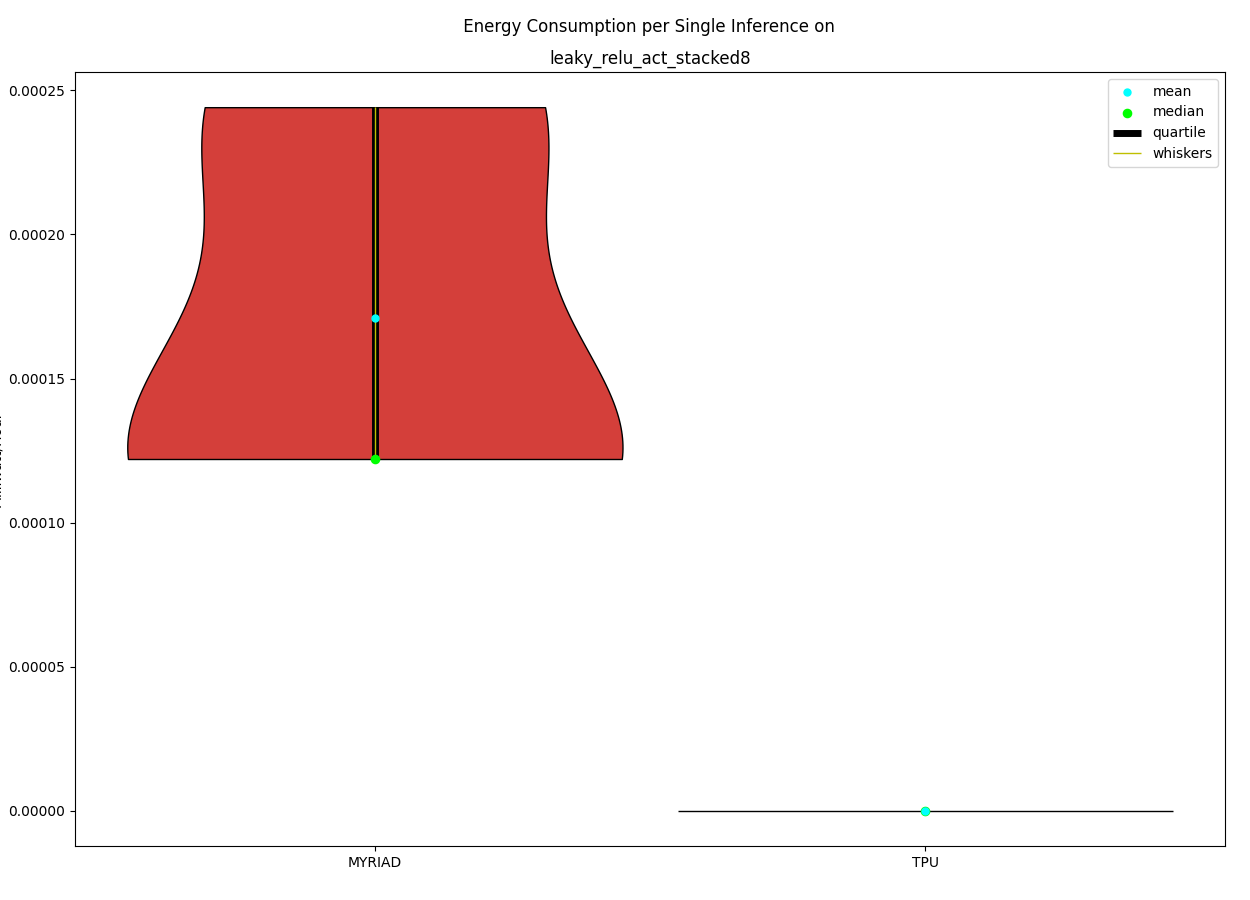 Energy Consumption per Single Inference on
leaky_relu_act_stacked8
mean
median
quartile
whiskers
0.00025
0.00020
0.00015
0.00010
0.00005
0.00000
MYRIAD
TPU